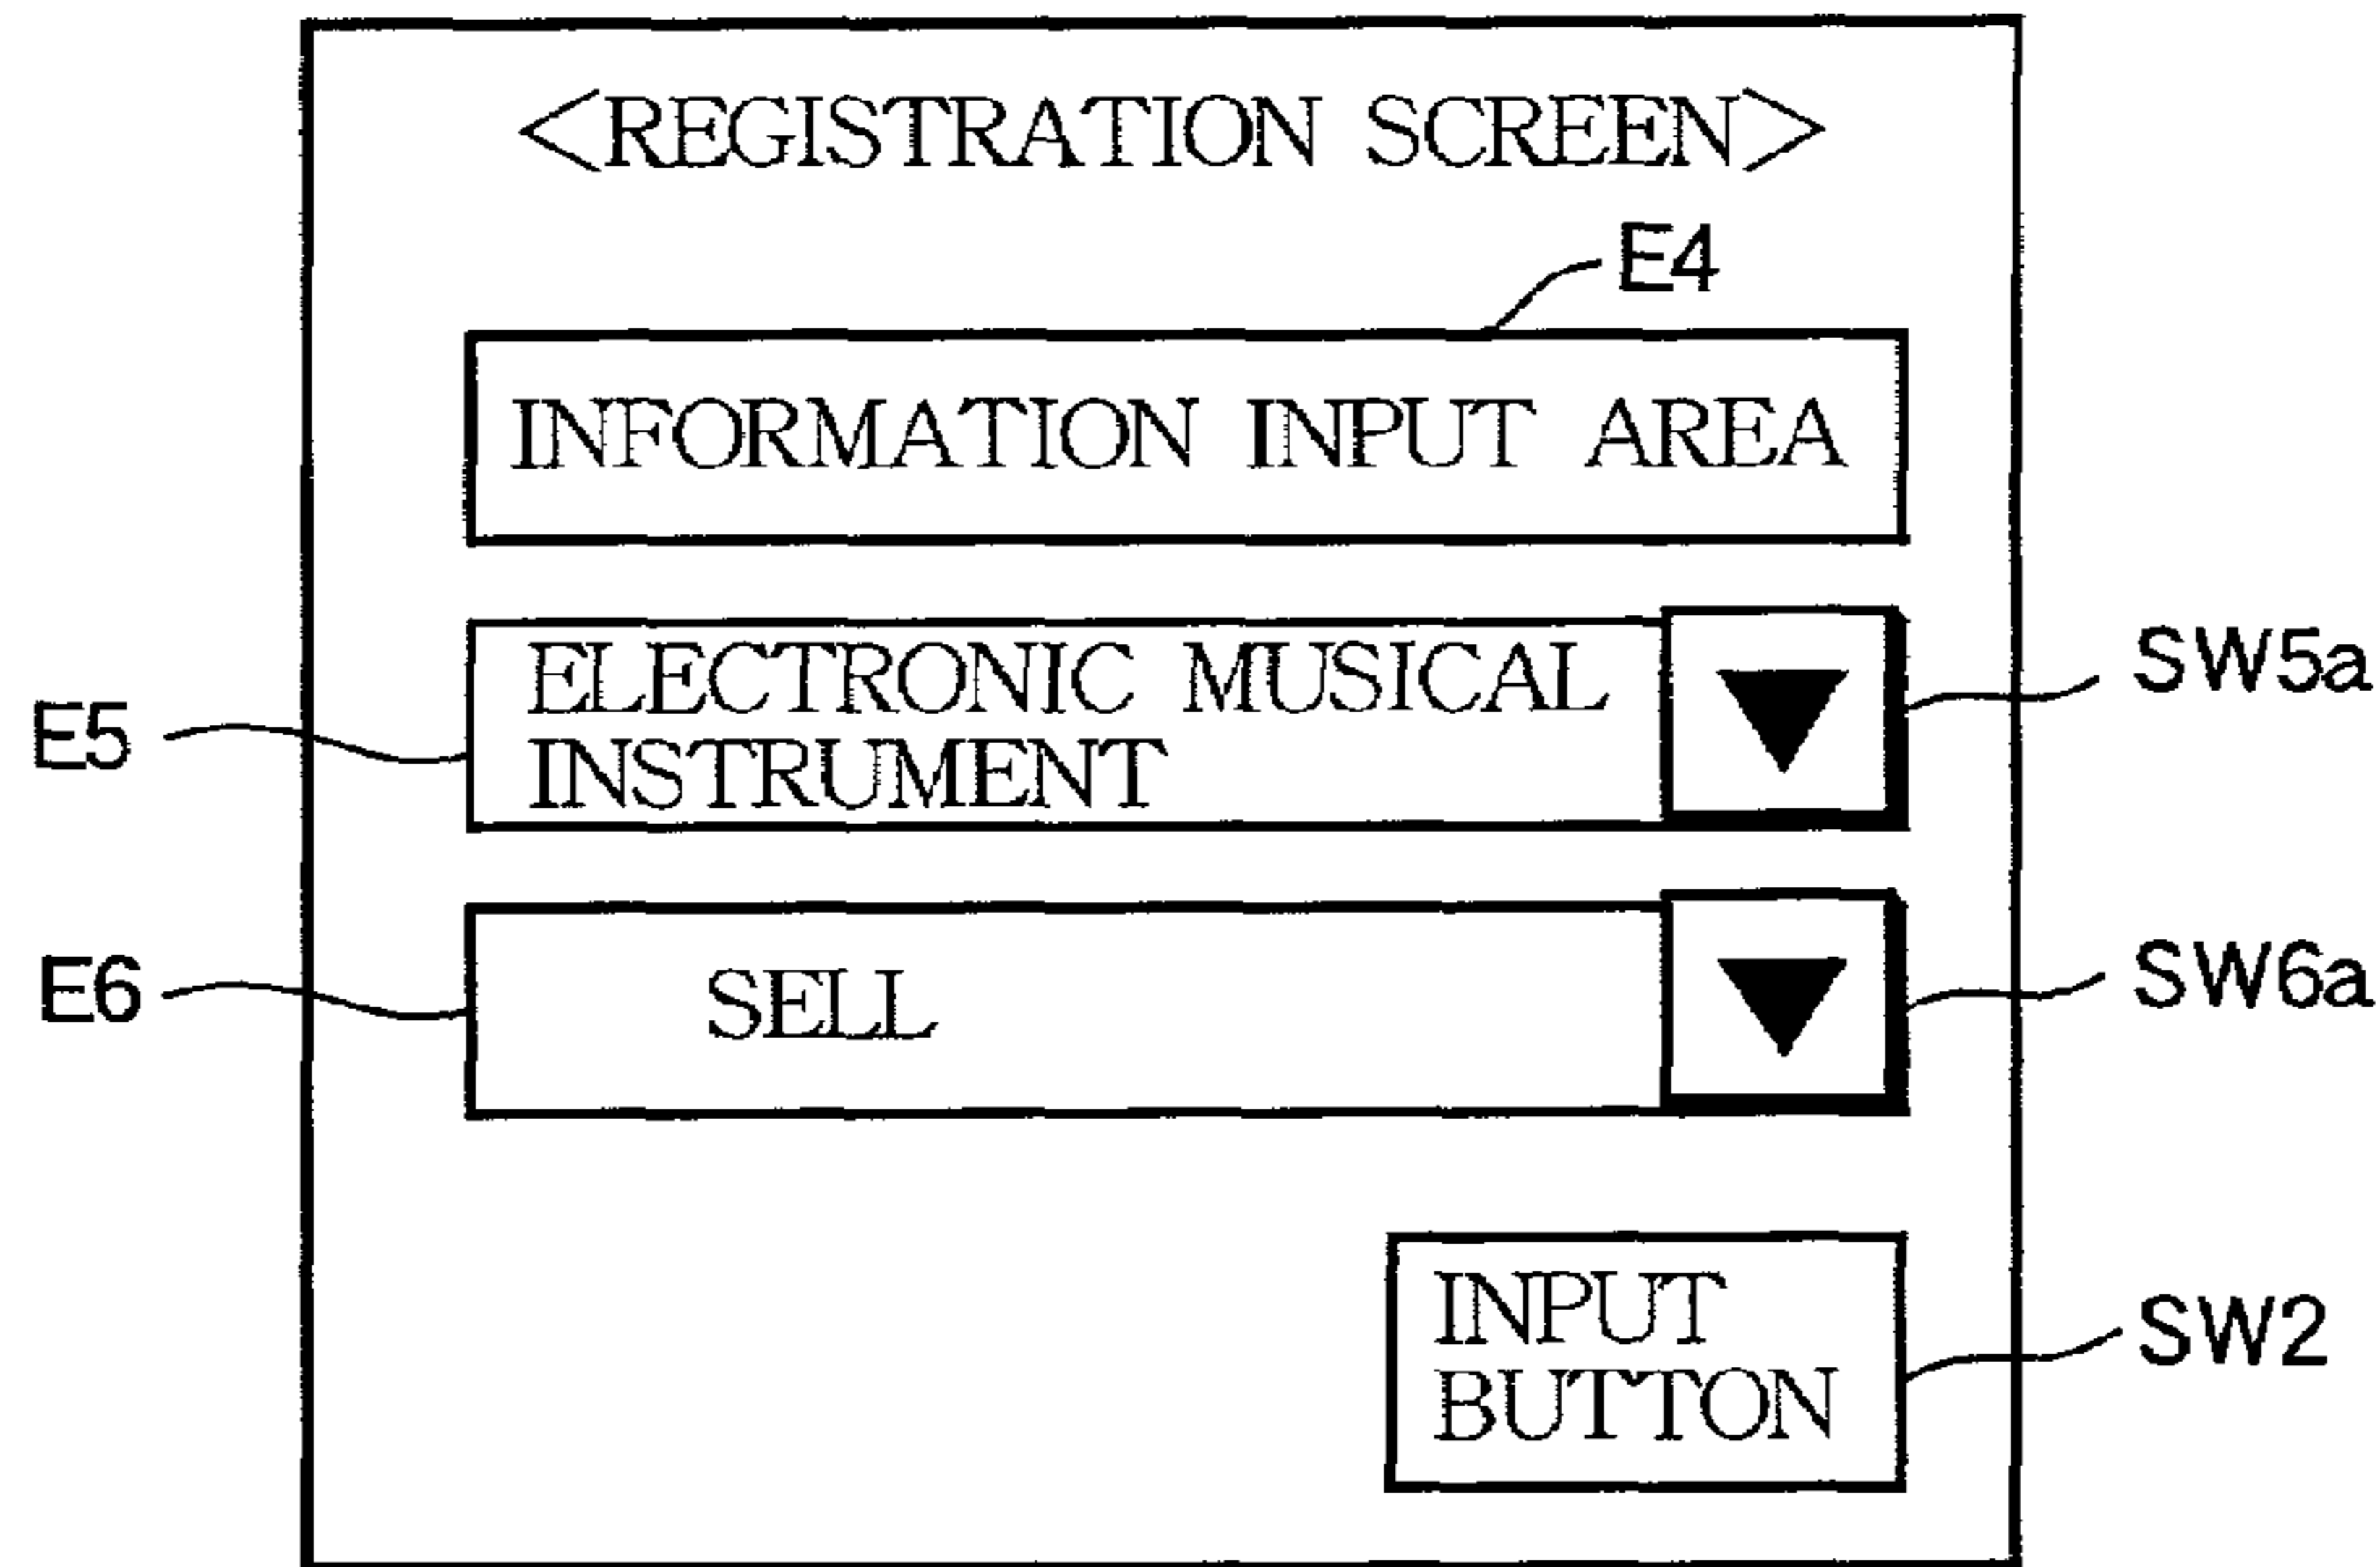 <REGISTRATION SCREEN>
E4
INFORMATION INPUT AREA
ELECTRONIC MUSICAL
INSTRUMENT
E5
SW5a
SELL
E6
SW6a
INPUT
BUTTON
SW2